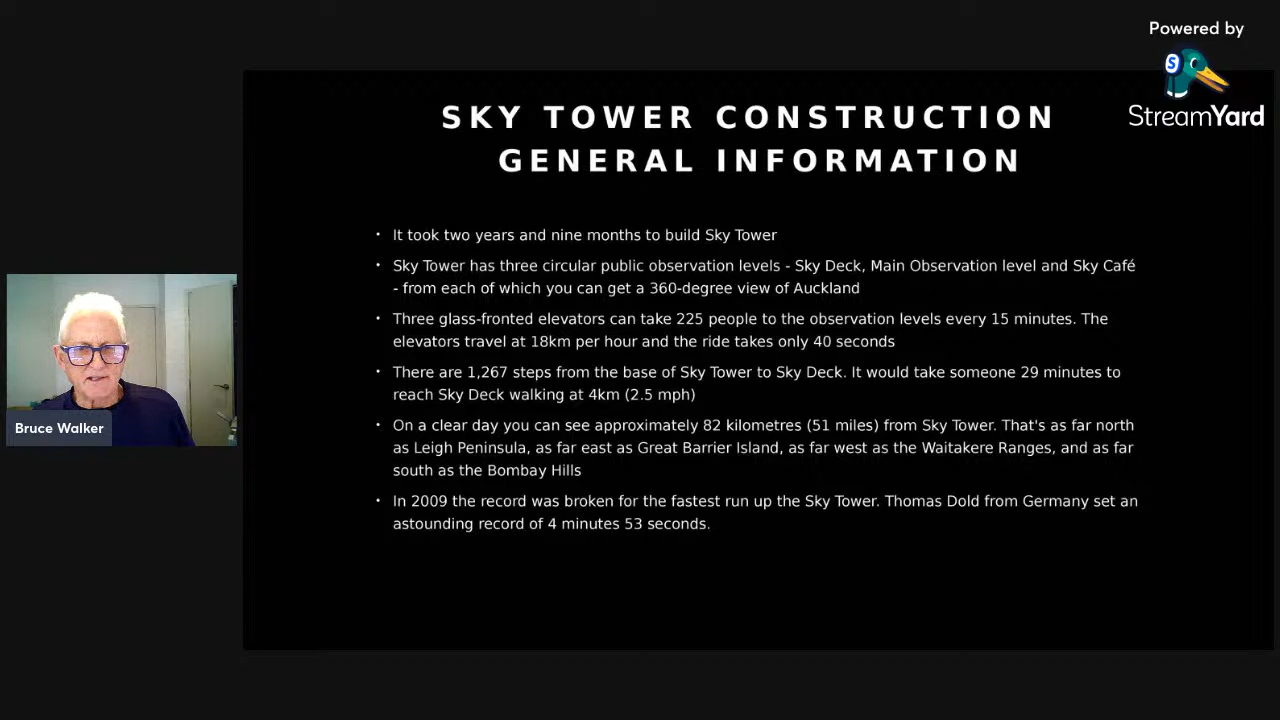 Powered by
S
StreamYard
SKY TOWER CONSTRUCTION
GENERAL INFORMATION
• It took two years and nine months to build Sky Tower
• Sky Tower has three circular public observation levels - Sky Deck, Main Observation level and Sky Café
- from each of which you can get a 360-degree view of Auckland
• Three glass-fronted elevators can take 225 people to the observation levels every 15 minutes. The
elevators travel at 18km per hour and the ride takes only 40 seconds
• There are 1,267 steps from the base of Sky Tower to Sky Deck. It would take someone 29 minutes to
reach Sky Deck walking at 4km (2.5 mph)
• On a clear day you can see approximately 82 kilometres (51 miles) from Sky Tower. That's as far north
as Leigh Peninsula, as far east as Great Barrier Island, as far west as the Waitakere Ranges, and as far
south as the Bombay Hills
• In 2009 the record was broken for the fastest run up the Sky Tower. Thomas Dold from Germany set an
astounding record of 4 minutes 53 seconds.
Bruce Walker